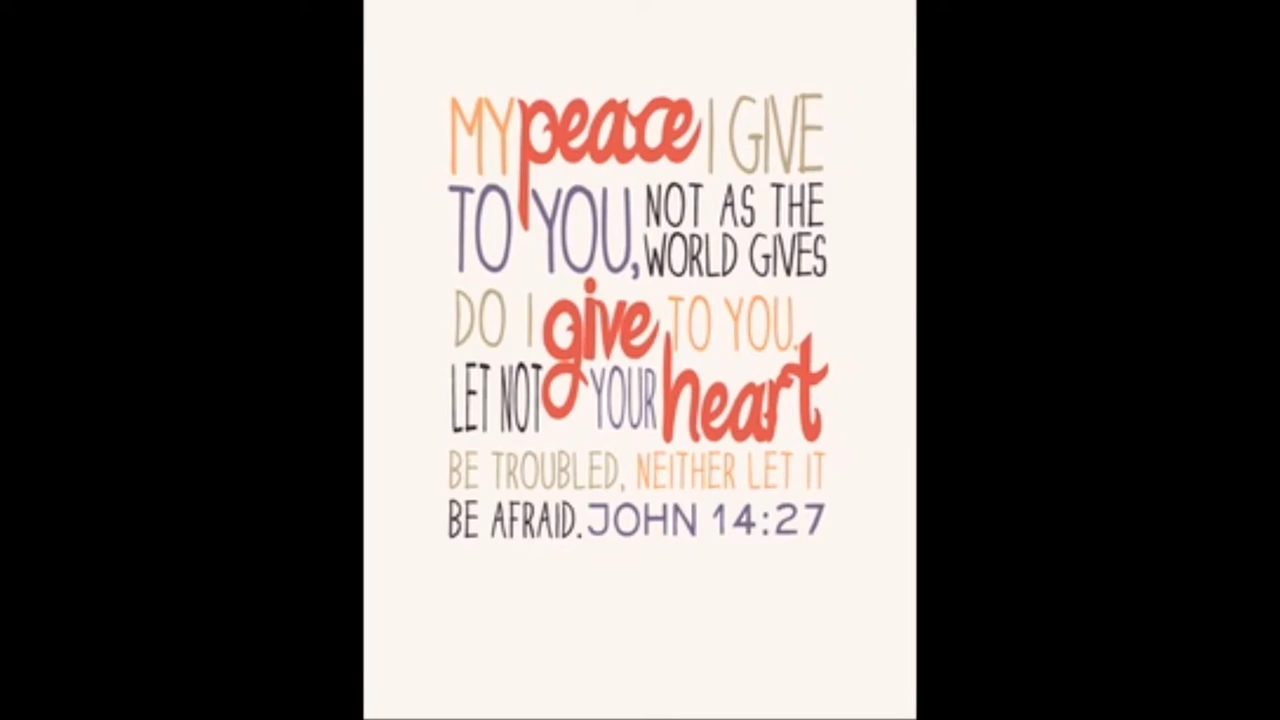 MY peace I GIVE
TO YOU, NOT AS THE
WORLD GIVES
DO I give TO YOU.
LET NOT YOUR heart
BE TROUBLED, NEITHER LET IT
BE AFRAID. JOHN 14:27